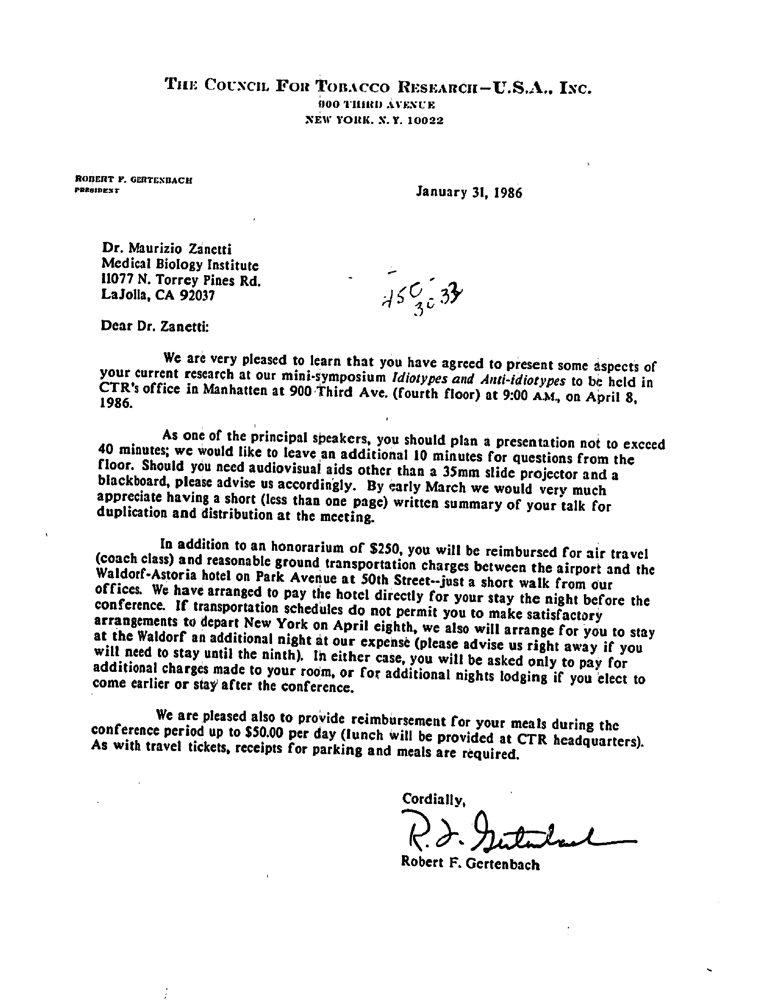 THE COUNCIL FOR TOBACCO RESEARCH—U.S.A., INC.
900 THIRD AVENUE
NEW YORK, N.Y. 10022
ROBERT F. GERTENBACH
PRESIDENT
January 31, 1986
Dr. Maurizio Zanetti
Medical Biology Institute
11077 N. Torrey Pines Rd.
LaJolla, CA 92037
Dear Dr. Zanetti:
We are very pleased to learn that you have agreed to present some aspects of
your current research at our mini-symposium Idiotypes and Anti-idiotypes to be held in
CTR's office in Manhatten at 900 Third Ave. (fourth floor) at 9:00 A.M., on April 8,
1986.
As one of the principal speakers, you should plan a presentation not to exceed
40 minutes; we would like to leave an additional 10 minutes for questions from the
floor. Should you need audiovisual aids other than a 35mm slide projector and a
blackboard, please advise us accordingly. By early March we would very much
appreciate having a short (less than one page) written summary of your talk for
duplication and distribution at the meeting.
In addition to an honorarium of $250, you will be reimbursed for air travel
(coach class) and reasonable ground transportation charges between the airport and the
Waldorf-Astoria hotel on Park Avenue at 50th Street--just a short walk from our
offices. We have arranged to pay the hotel directly for your stay the night before the
conference. If transportation schedules do not permit you to make satisfactory
arrangements to depart New York on April eighth, we also will arrange for you to stay
at the Waldorf an additional night at our expense (please advise us right away if you
will need to stay until the ninth). In either case, you will be asked only to pay for
additional charges made to your room, or for additional nights lodging if you elect to
come earlier or stay after the conference.
We are pleased also to provide reimbursement for your meals during the
conference period up to $50.00 per day (lunch will be provided at CTR headquarters).
As with travel tickets, receipts for parking and meals are required.
Cordially,
R. F. Gertenbach
Robert F. Gertenbach